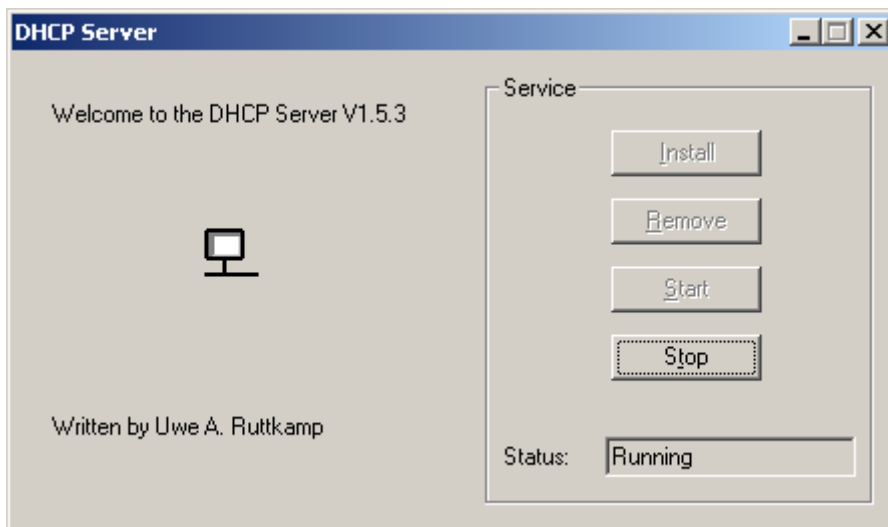 DHCP Server
Welcome to the DHCP Server V1.5.3
Written by Uwe A. Ruttkamp
Service
Install
Remove
Start
Stop
Status: Running